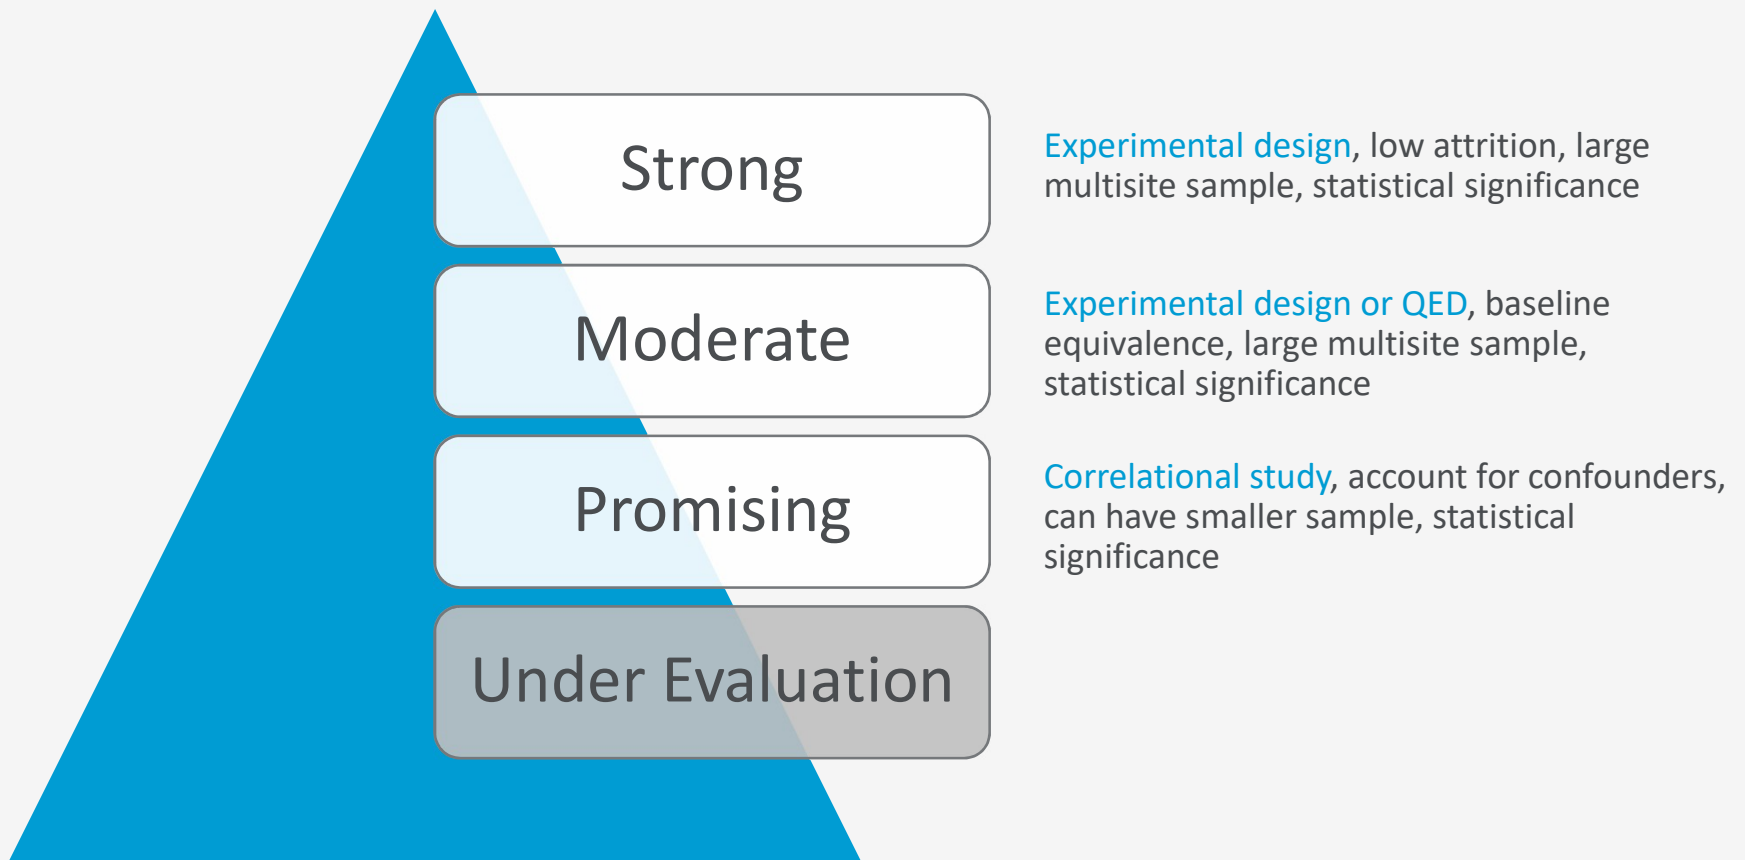 Strong
Experimental design, low attrition, large
multisite sample, statistical significance
Moderate
Experimental design or QED, baseline
equivalence, large multisite sample,
statistical significance
Promising
Correlational study, account for confounders,
can have smaller sample, statistical
significance
Under Evaluation